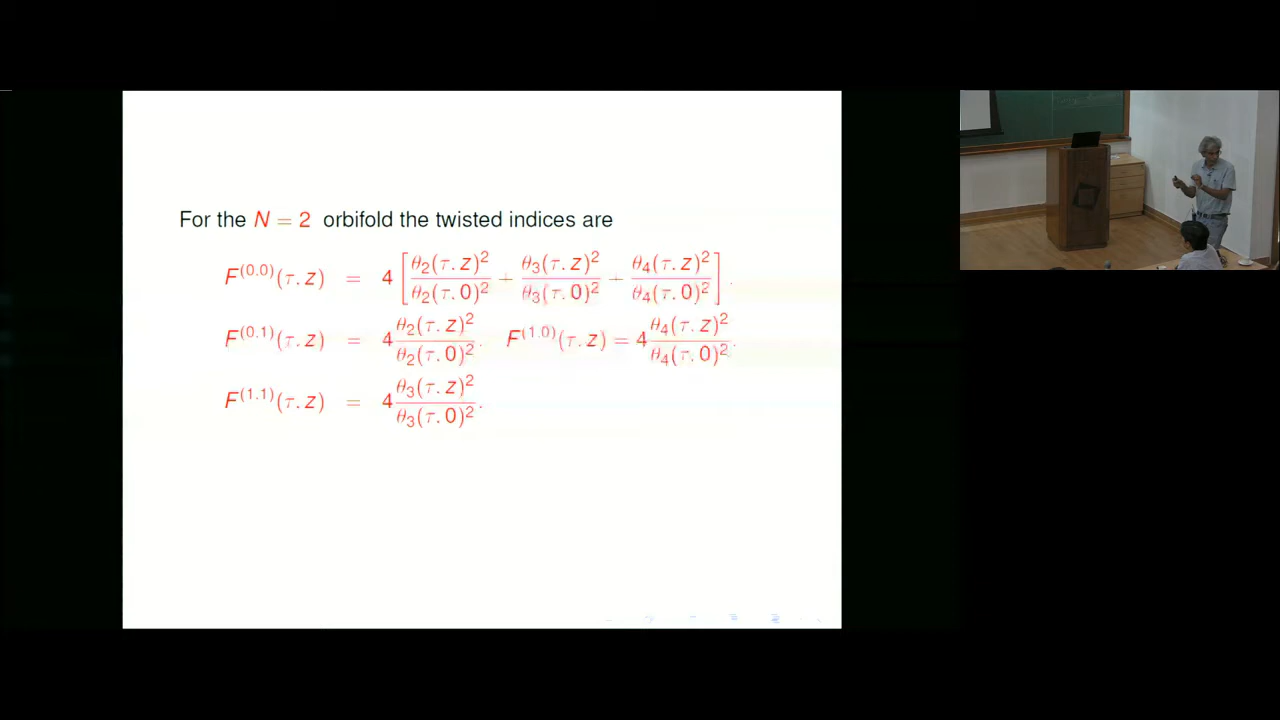 For the N = 2 orbifold the twisted indices are
F^{(0.0)}(τ.z) = 4 [ θ₂(τ.z)²/θ₂(τ.0)² + θ₃(τ.z)²/θ₃(τ.0)² + θ₄(τ.z)²/θ₄(τ.0)² ].
F^{(0.1)}(τ.z) = 4 θ₂(τ.z)²/θ₂(τ.0)². F^{(1.0)}(τ.z) = 4 θ₄(τ.z)²/θ₄(τ.0)².
F^{(1.1)}(τ.z) = 4 θ₃(τ.z)²/θ₃(τ.0)².